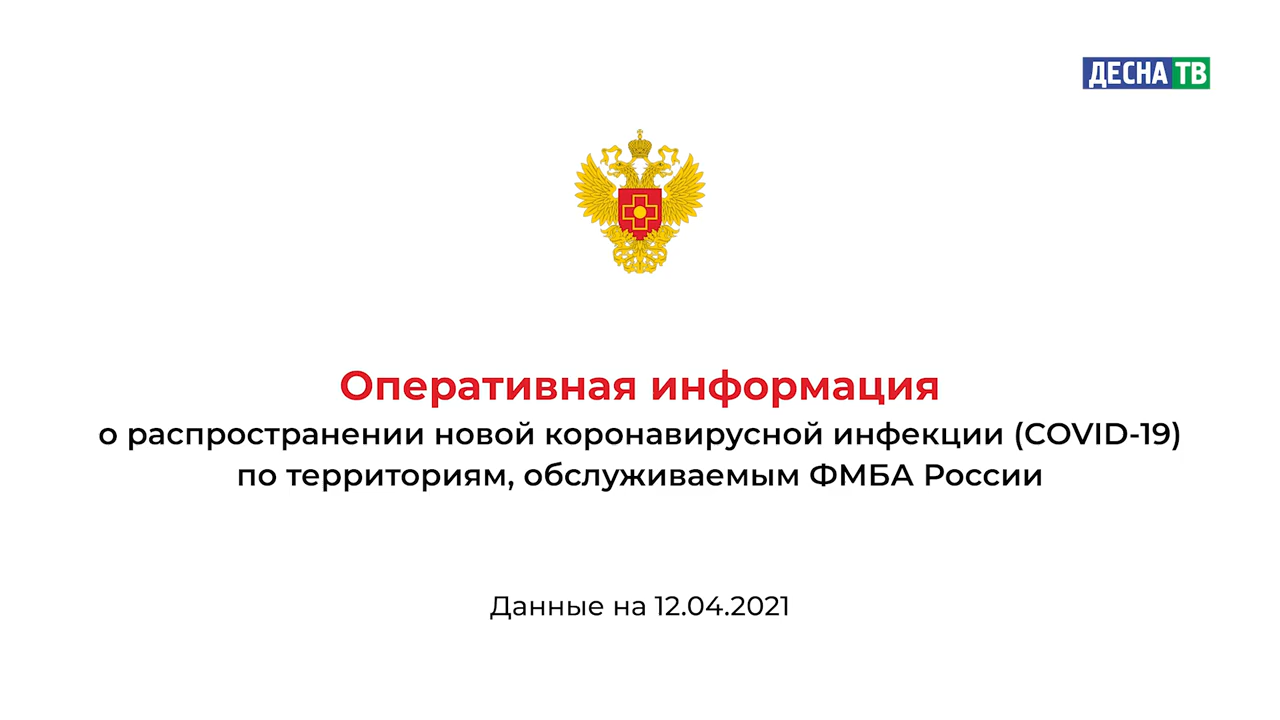 ДЕСНА ТВ
Оперативная информация
о распространении новой коронавирусной инфекции (COVID-19)
по территориям, обслуживаемым ФМБА России
Данные на 12.04.2021